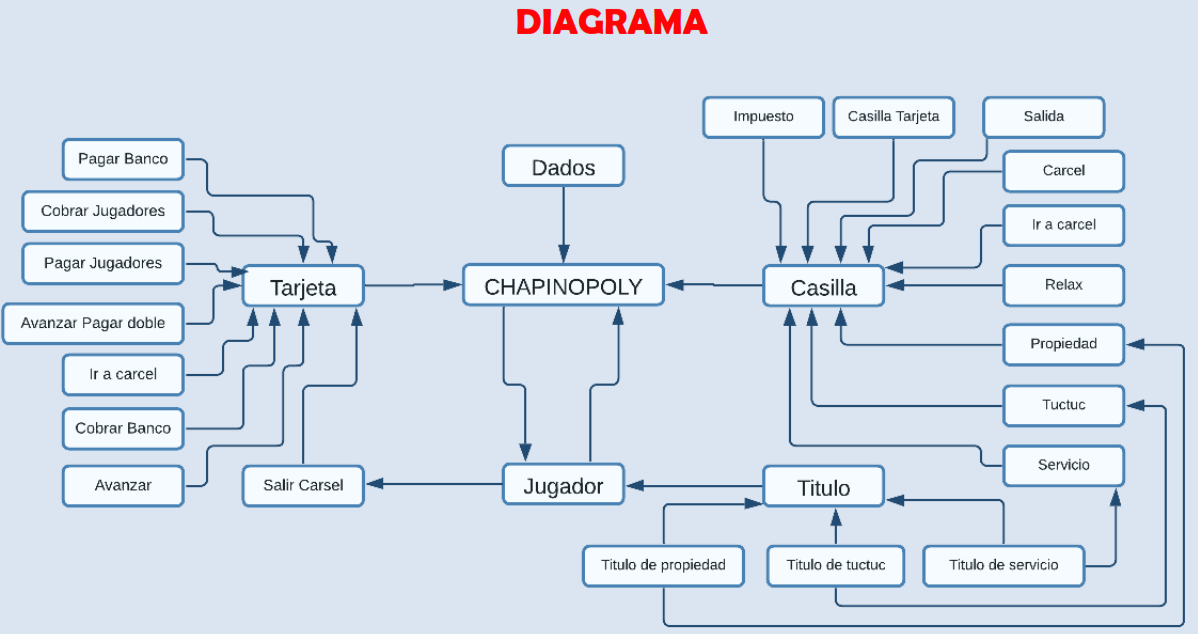 DIAGRAMA
Impuesto
Casilla Tarjeta
Salida
Pagar Banco
Dados
Carcel
Cobrar Jugadores
Ir a carcel
Pagar Jugadores
Tarjeta
CHAPINOPOLY
Casilla
Relax
Avanzar Pagar doble
Propiedad
Ir a carcel
Cobrar Banco
Tuctuc
Servicio
Avanzar
Salir Carsel
Jugador
Titulo
Titulo de propiedad
Titulo de tuctuc
Titulo de servicio